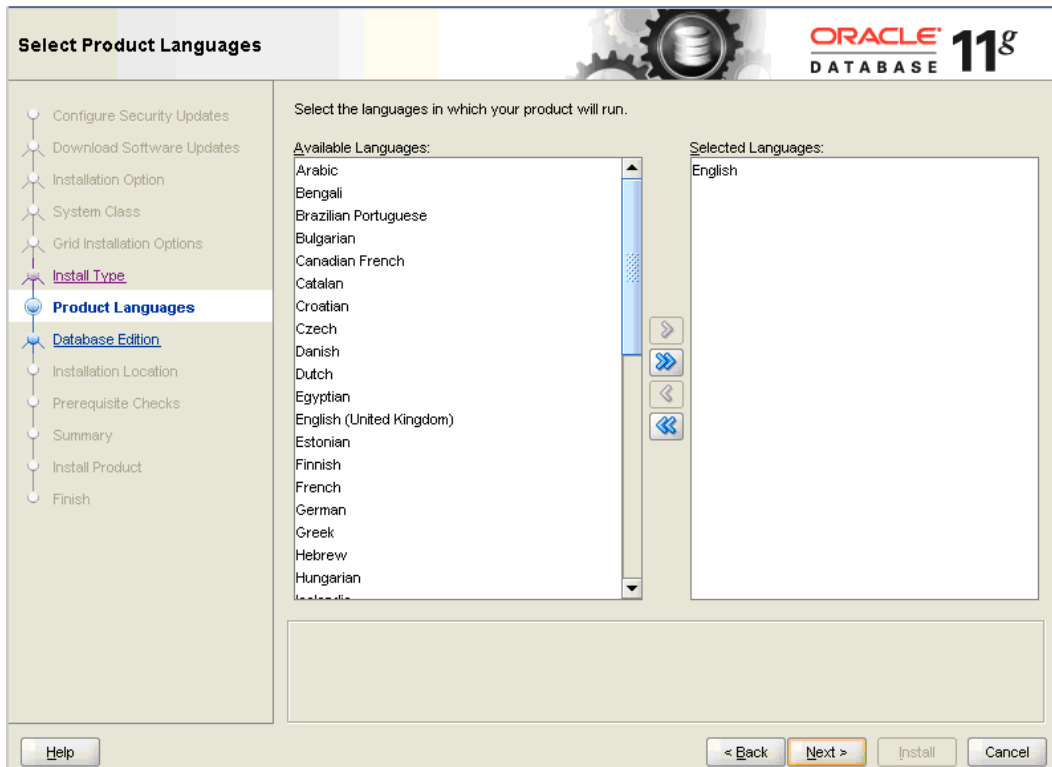 Select Product Languages
ORACLE DATABASE 11g
Configure Security Updates
Download Software Updates
Installation Option
System Class
Grid Installation Options
Install Type
Product Languages
Database Edition
Installation Location
Prerequisite Checks
Summary
Install Product
Finish
Select the languages in which your product will run.
Available Languages:
Arabic
Bengali
Brazilian Portuguese
Bulgarian
Canadian French
Catalan
Croatian
Czech
Danish
Dutch
Egyptian
English (United Kingdom)
Estonian
Finnish
French
German
Greek
Hebrew
Hungarian
Selected Languages:
English
Help
< Back
Next >
Install
Cancel